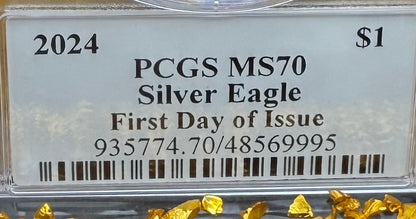 2024 $1
PCGS MS70
Silver Eagle
First Day of Issue
935774.70/48569995